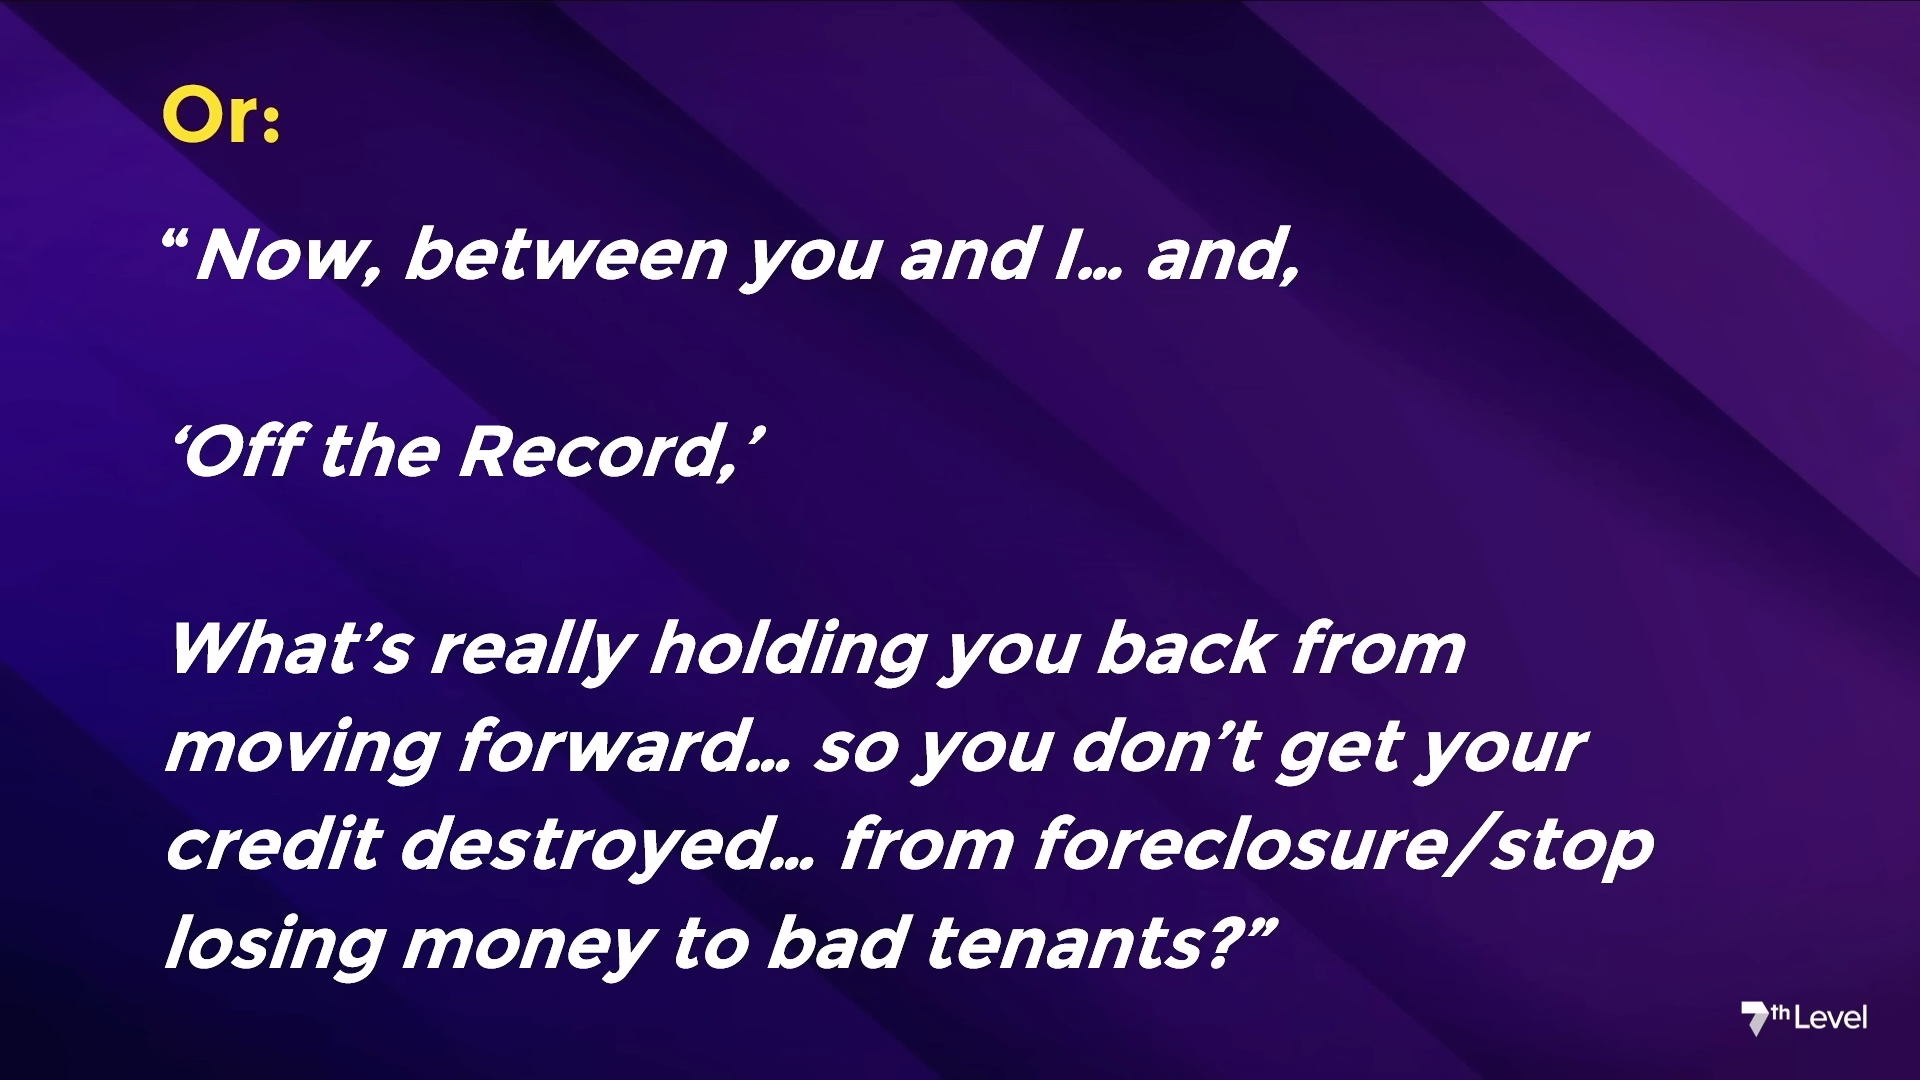 Or:
“Now, between you and I… and,
‘Off the Record,’
What’s really holding you back from
moving forward… so you don’t get your
credit destroyed… from foreclosure/stop
losing money to bad tenants?”
7th Level